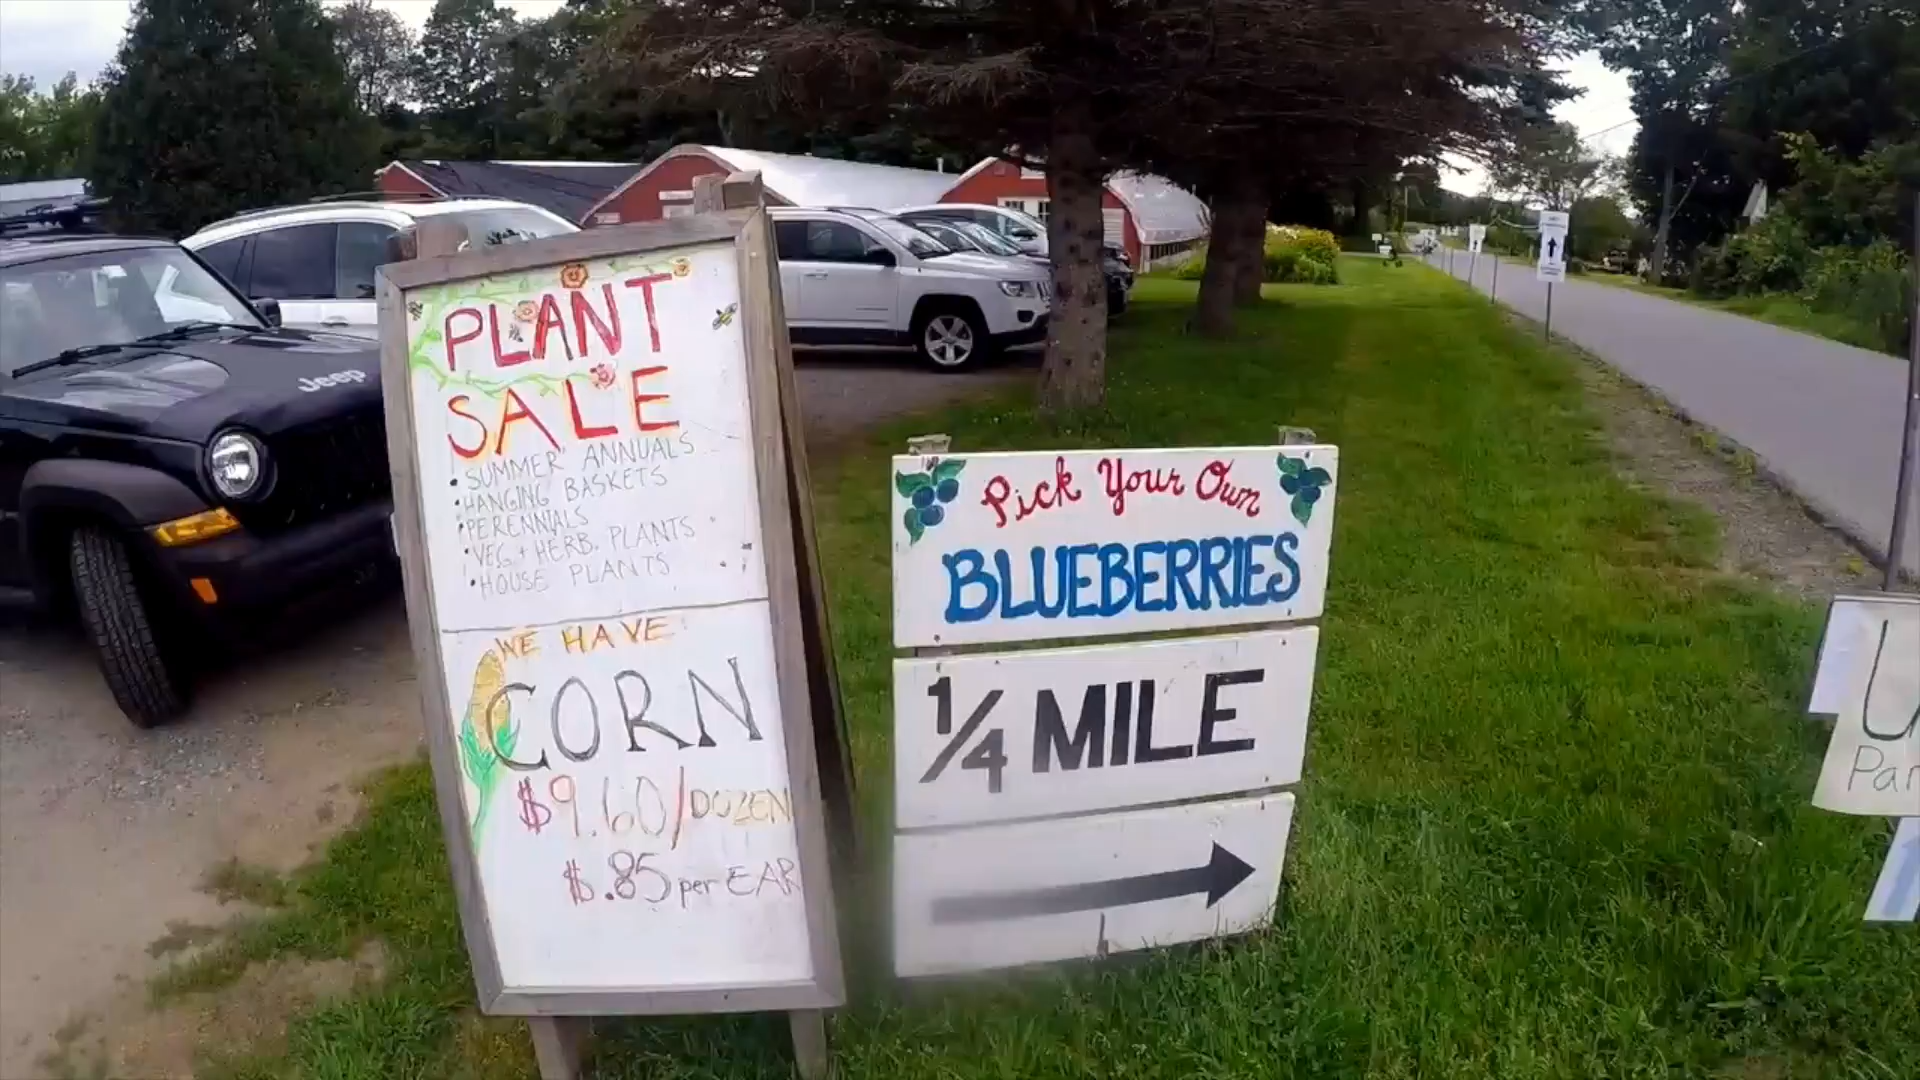 Jeep
PLANT
SALE
• SUMMER ANNUALS
• HANGING BASKETS
• PERENNIALS
• VEG + HERB. PLANTS
• HOUSE PLANTS
WE HAVE
CORN
$9.60/DOZEN
$.85 per EAR
Pick Your Own
BLUEBERRIES
1/4 MILE